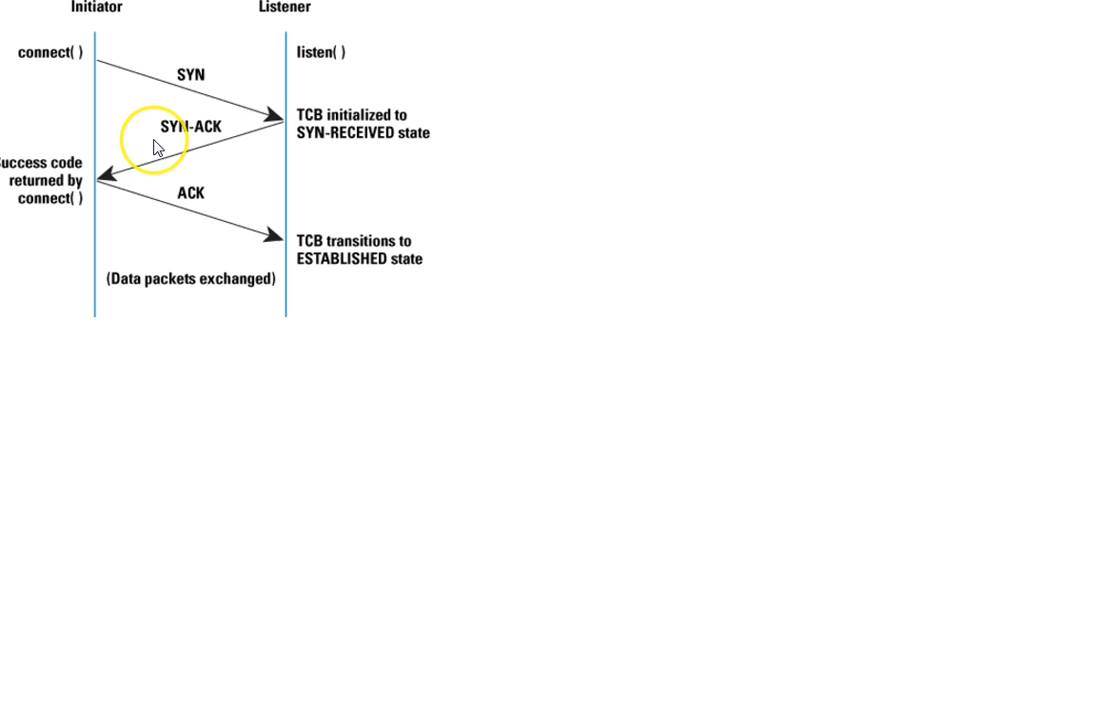 Initiator
Listener
connect( )
listen( )
SYN
TCB initialized to
SYN-RECEIVED state
SYN-ACK
uccess code
returned by
connect( )
ACK
TCB transitions to
ESTABLISHED state
(Data packets exchanged)